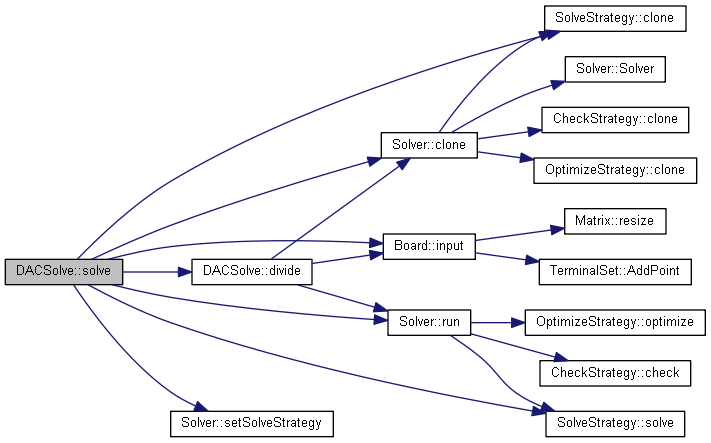 SolveStrategy::clone
Solver::Solver
CheckStrategy::clone
Solver::clone
OptimizeStrategy::clone
Matrix::resize
Board::input
DACSolve::solve
DACSolve::divide
TerminalSet::AddPoint
Solver::run
OptimizeStrategy::optimize
CheckStrategy::check
Solver::setSolveStrategy
SolveStrategy::solve